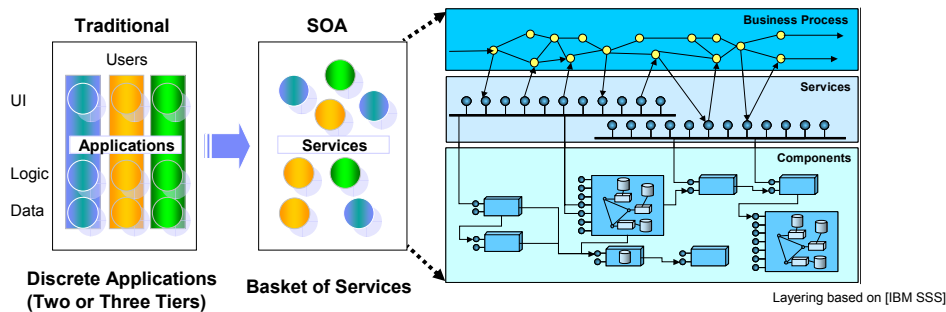 Traditional
Users
UI
Applications
Logic
Data
Discrete Applications
(Two or Three Tiers)
SOA
Services
Basket of Services
Business Process
Services
Components
Layering based on [IBM SSS]